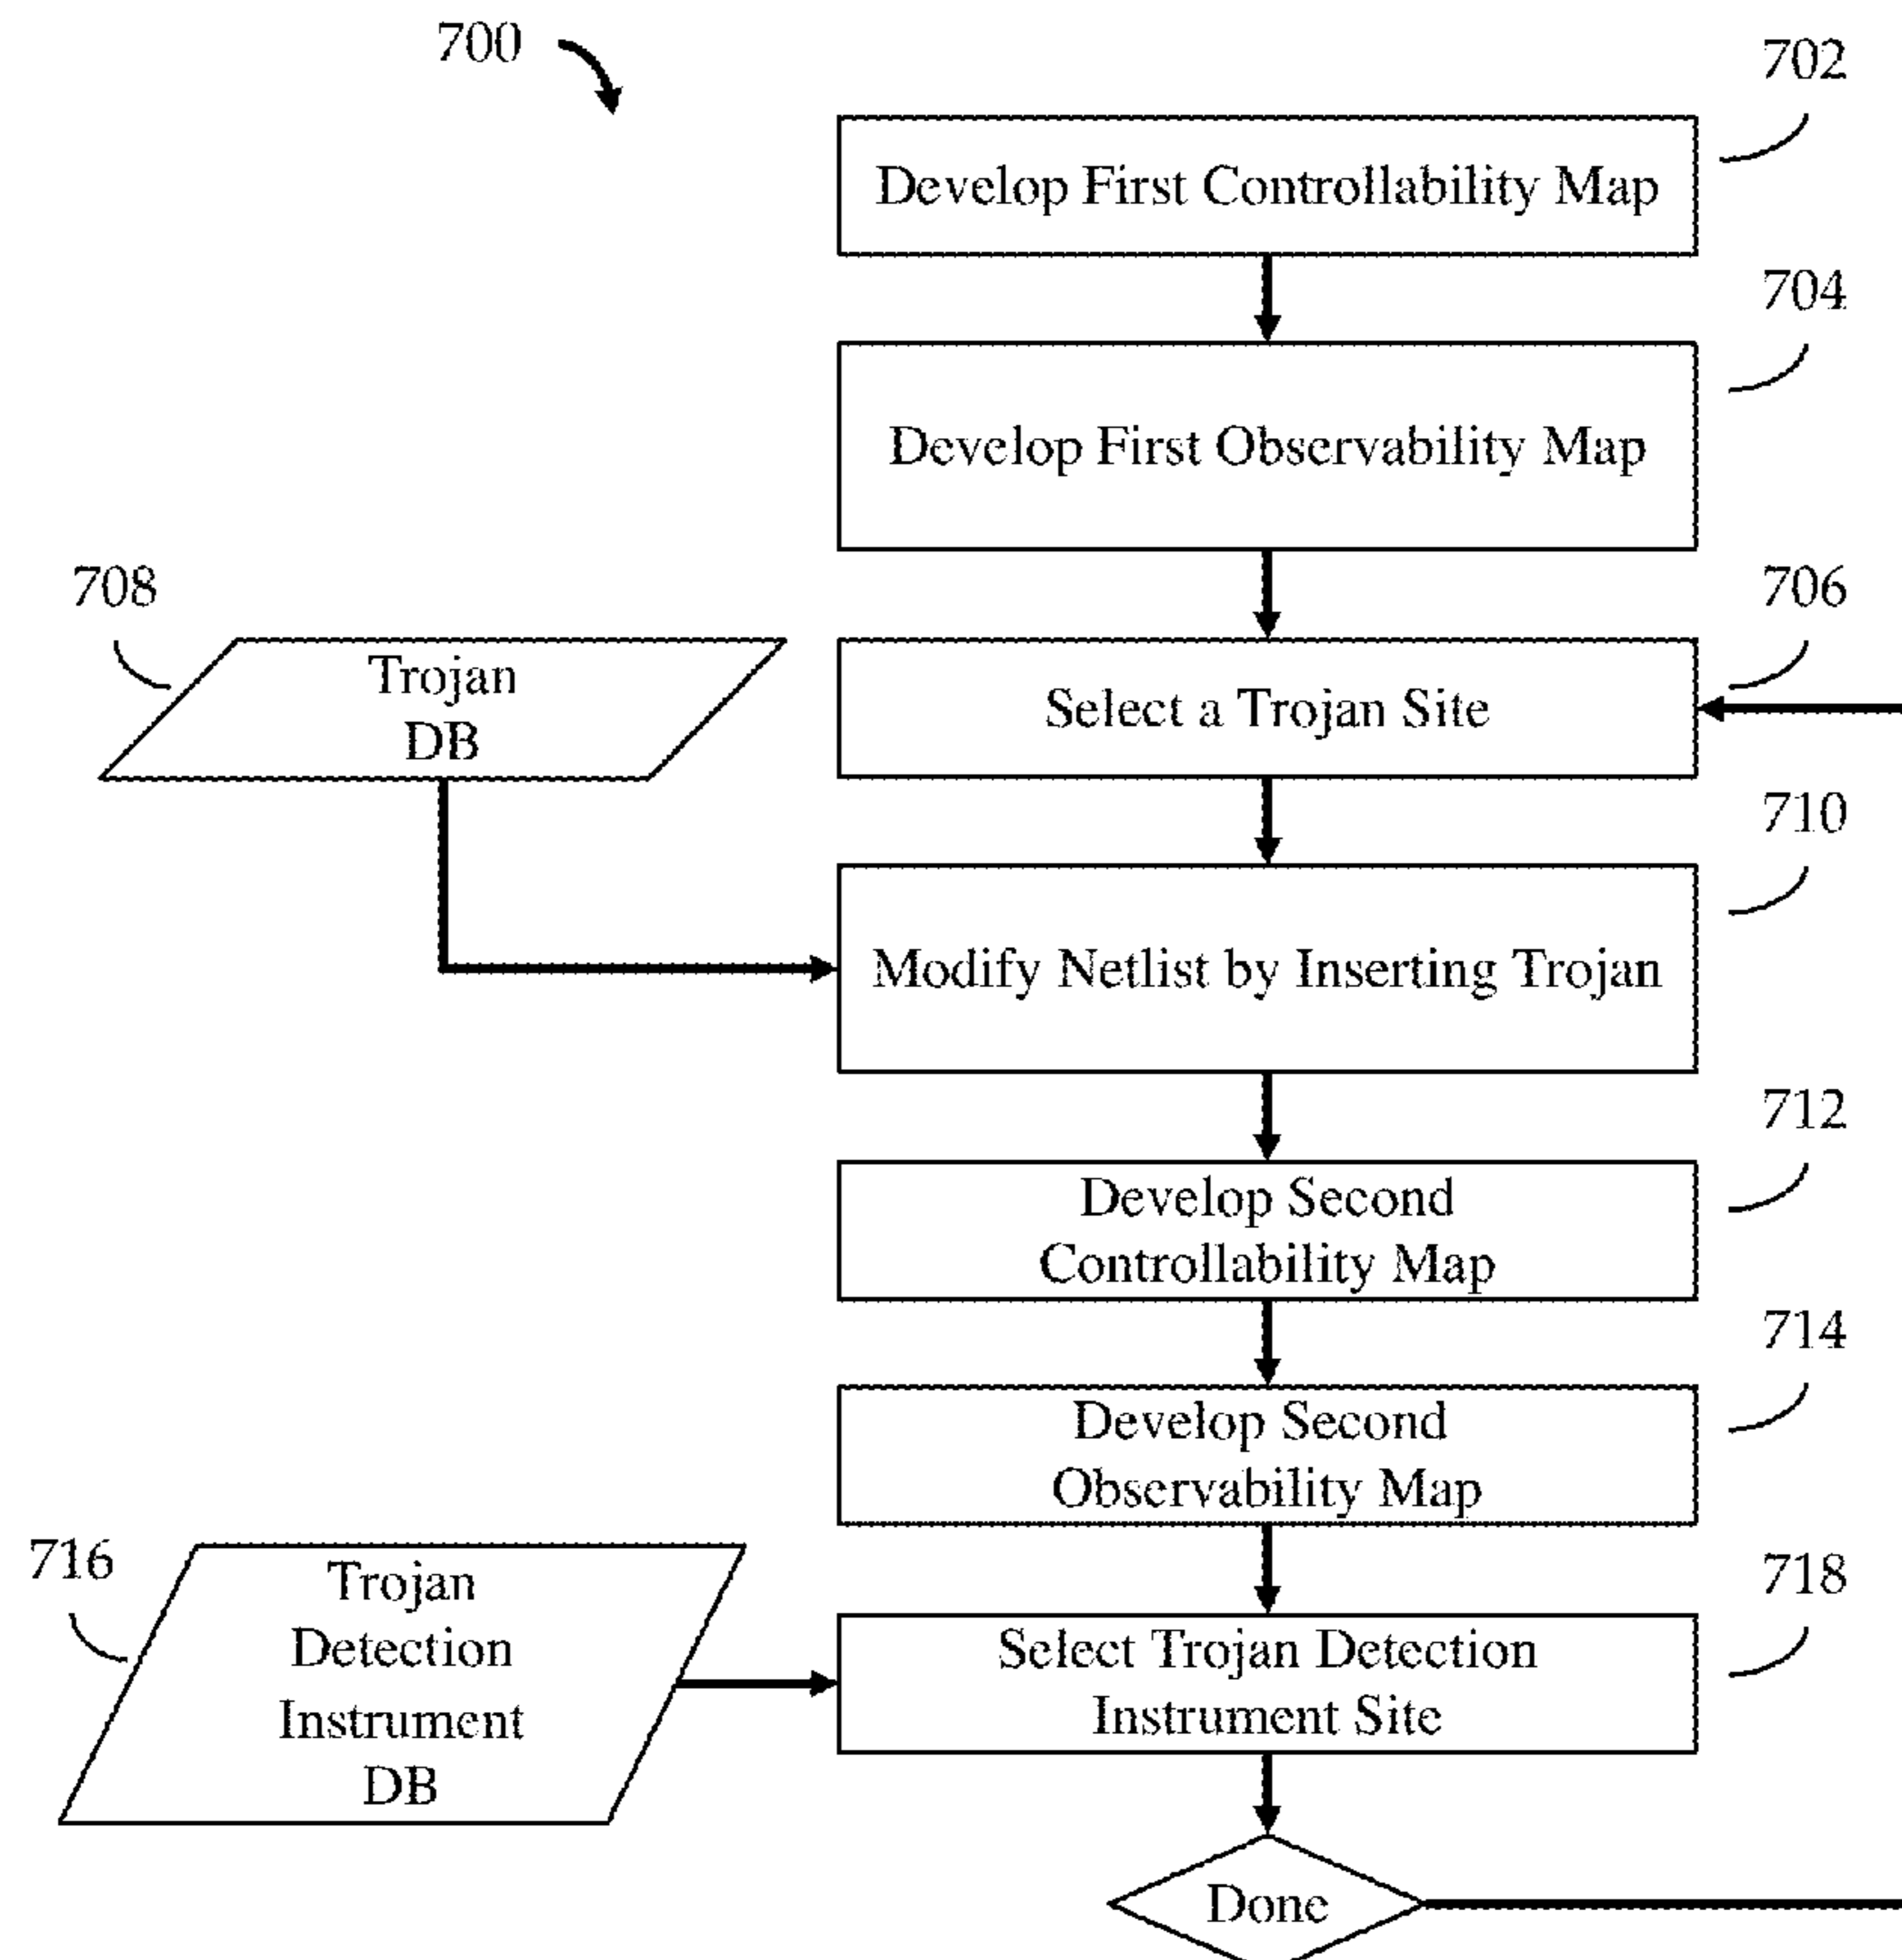 700
702
Develop First Controllability Map
704
Develop First Observability Map
708
706
Trojan
DB
Select a Trojan Site
710
Modify Netlist by Inserting Trojan
712
Develop Second
Controllability Map
714
Develop Second
Observability Map
716
718
Trojan
Detection
Instrument
DB
Select Trojan Detection
Instrument Site
Done